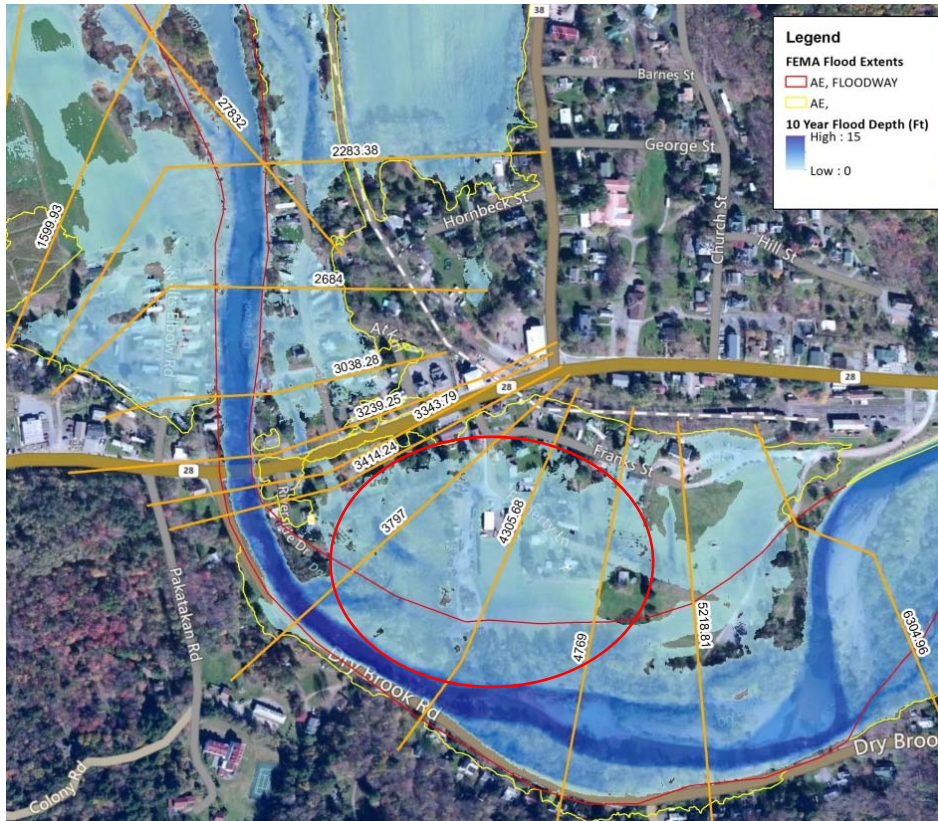 38
Legend
FEMA Flood Extents
AE, FLOODWAY
AE,
10 Year Flood Depth (Ft)
High : 15
Low : 0
Barnes St
27832
George St
2283.38
Hornbeck St
Church St
Hill St
1599.93
2684
3038.28
28
28
3239.25
3343.79
3414.24
Franks St
28
3797
4305.68
Pakatakan Rd
4769
5218.81
6304.96
Dry Brook Rd
Colony Rd
Dry Broo